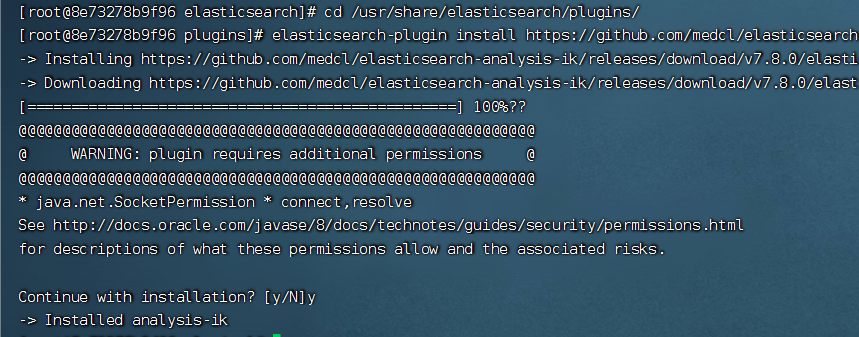 [root@8e73278b9f96 elasticsearch]# cd /usr/share/elasticsearch/plugins/
[root@8e73278b9f96 plugins]# elasticsearch-plugin install https://github.com/medcl/elasticsearch
-> Installing https://github.com/medcl/elasticsearch-analysis-ik/releases/download/v7.8.0/elasti
-> Downloading https://github.com/medcl/elasticsearch-analysis-ik/releases/download/v7.8.0/elast
[=================================================] 100%??
@@@@@@@@@@@@@@@@@@@@@@@@@@@@@@@@@@@@@@@@@@@@@@@@@@@@@@@@@@@
@     WARNING: plugin requires additional permissions     @
@@@@@@@@@@@@@@@@@@@@@@@@@@@@@@@@@@@@@@@@@@@@@@@@@@@@@@@@@@@
* java.net.SocketPermission * connect,resolve
See http://docs.oracle.com/javase/8/docs/technotes/guides/security/permissions.html
for descriptions of what these permissions allow and the associated risks.
Continue with installation? [y/N]y
-> Installed analysis-ik